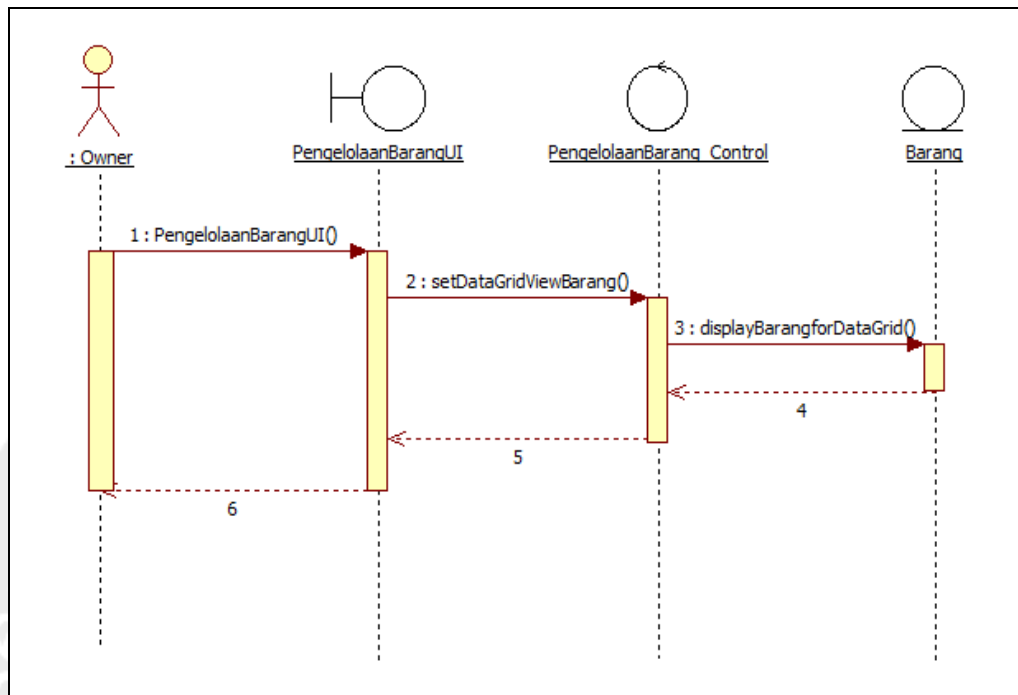 : Owner
PengelolaanBarangUI
PengelolaanBarang_Control
Barang
1 : PengelolaanBarangUI()
2 : setDataGridViewBarang()
3 : displayBarangforDataGrid()
4
5
6